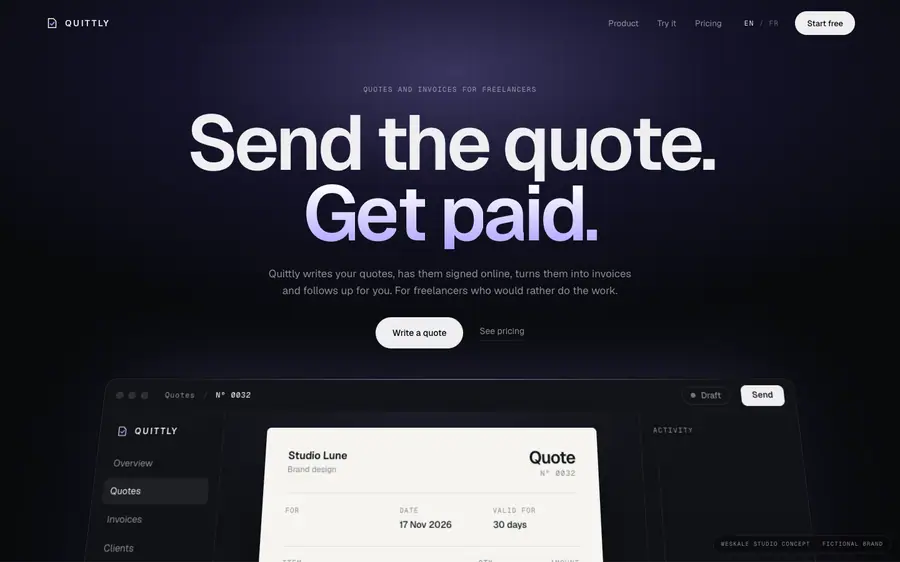 QUITTLY
Product
Try it
Pricing
EN / FR
Start free
QUOTES AND INVOICES FOR FREELANCERS
Send the quote.
Get paid.
Quittly writes your quotes, has them signed online, turns them into invoices
and follows up for you. For freelancers who would rather do the work.
Write a quote
See pricing
Quotes / N° 0032
Draft
Send
QUITTLY
Overview
Quotes
Invoices
Clients
Studio Lune
Brand design
Quote
N° 0032
FOR
DATE
17 Nov 2026
VALID FOR
30 days
ACTIVITY
WESKALE STUDIO CONCEPT
FICTIONAL BRAND